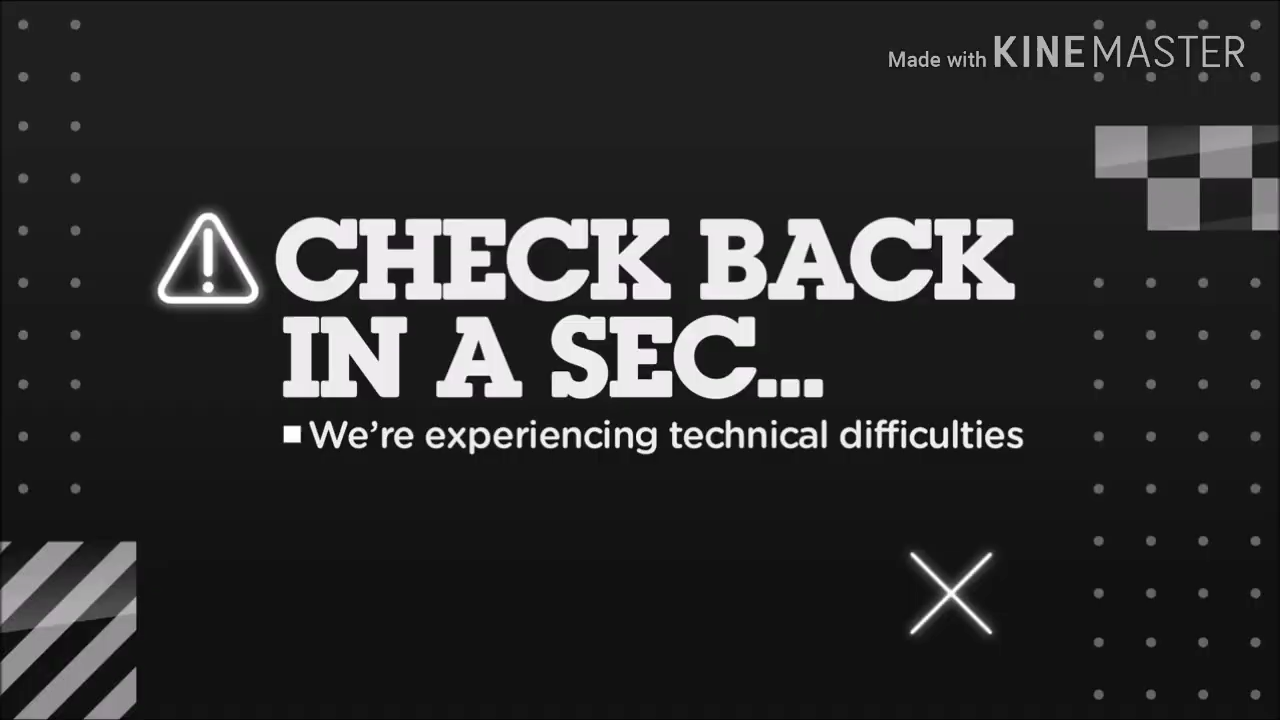 Made with KINEMASTER
CHECK BACK
IN A SEC...
We're experiencing technical difficulties